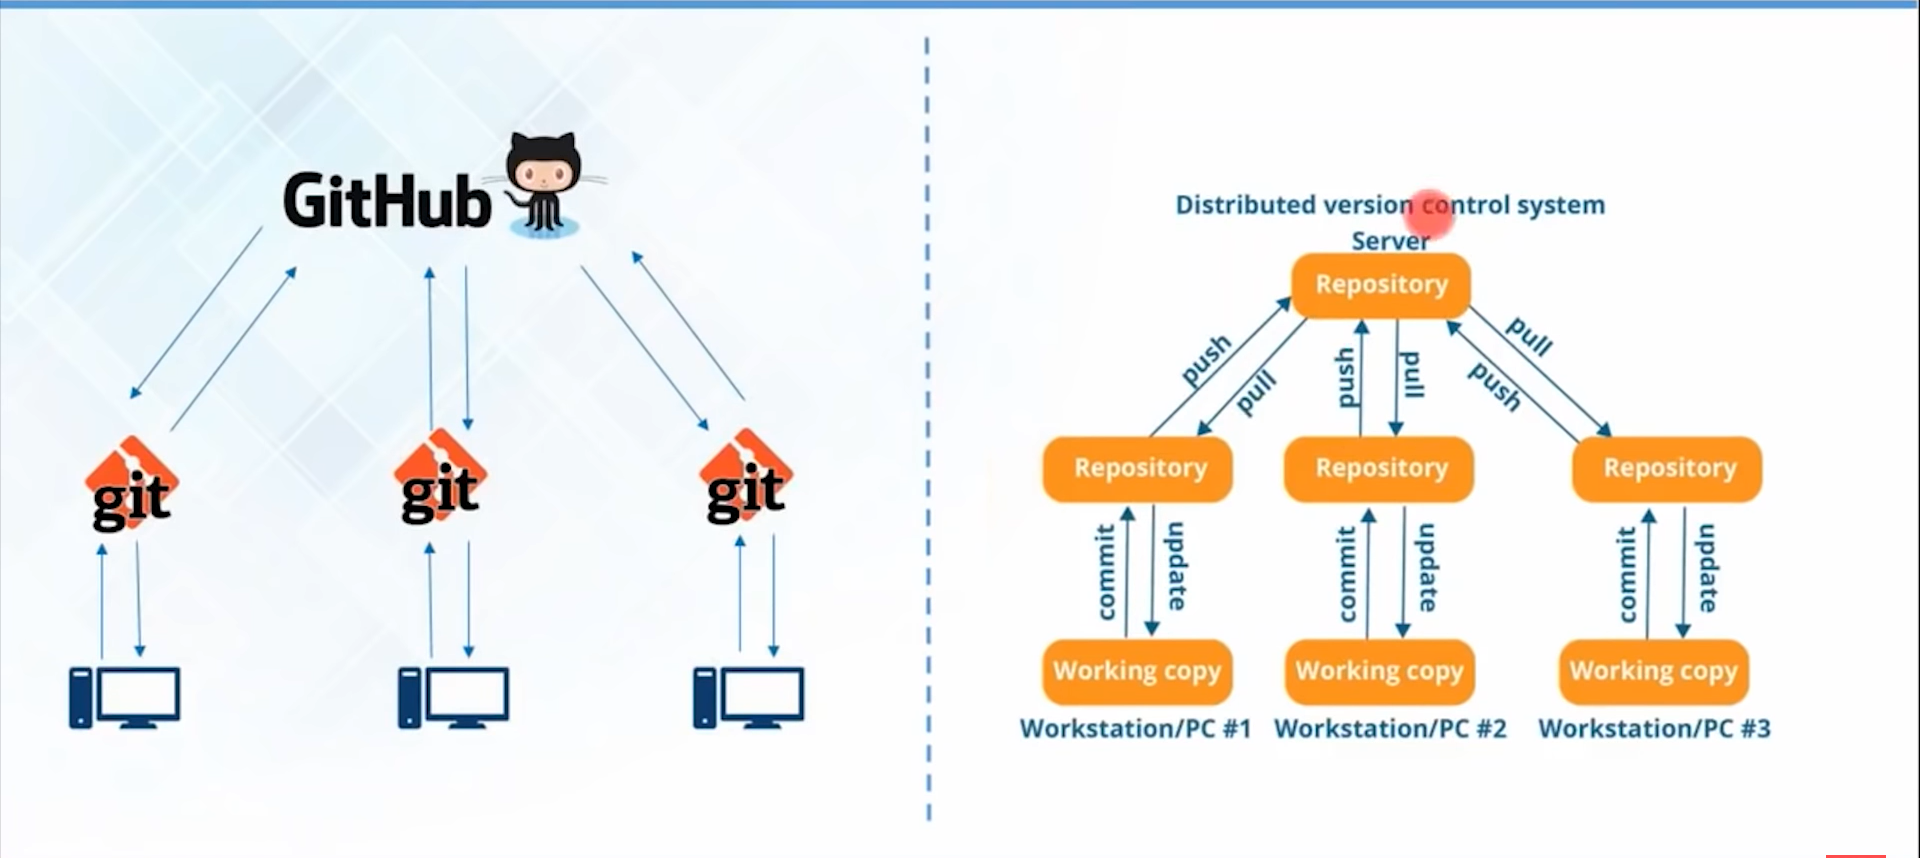 GitHub
git
git
git
Distributed version control system
Server
Repository
push
pull
push
pull
push
pull
Repository
Repository
Repository
commit
update
commit
update
commit
update
Working copy
Working copy
Working copy
Workstation/PC #1
Workstation/PC #2
Workstation/PC #3